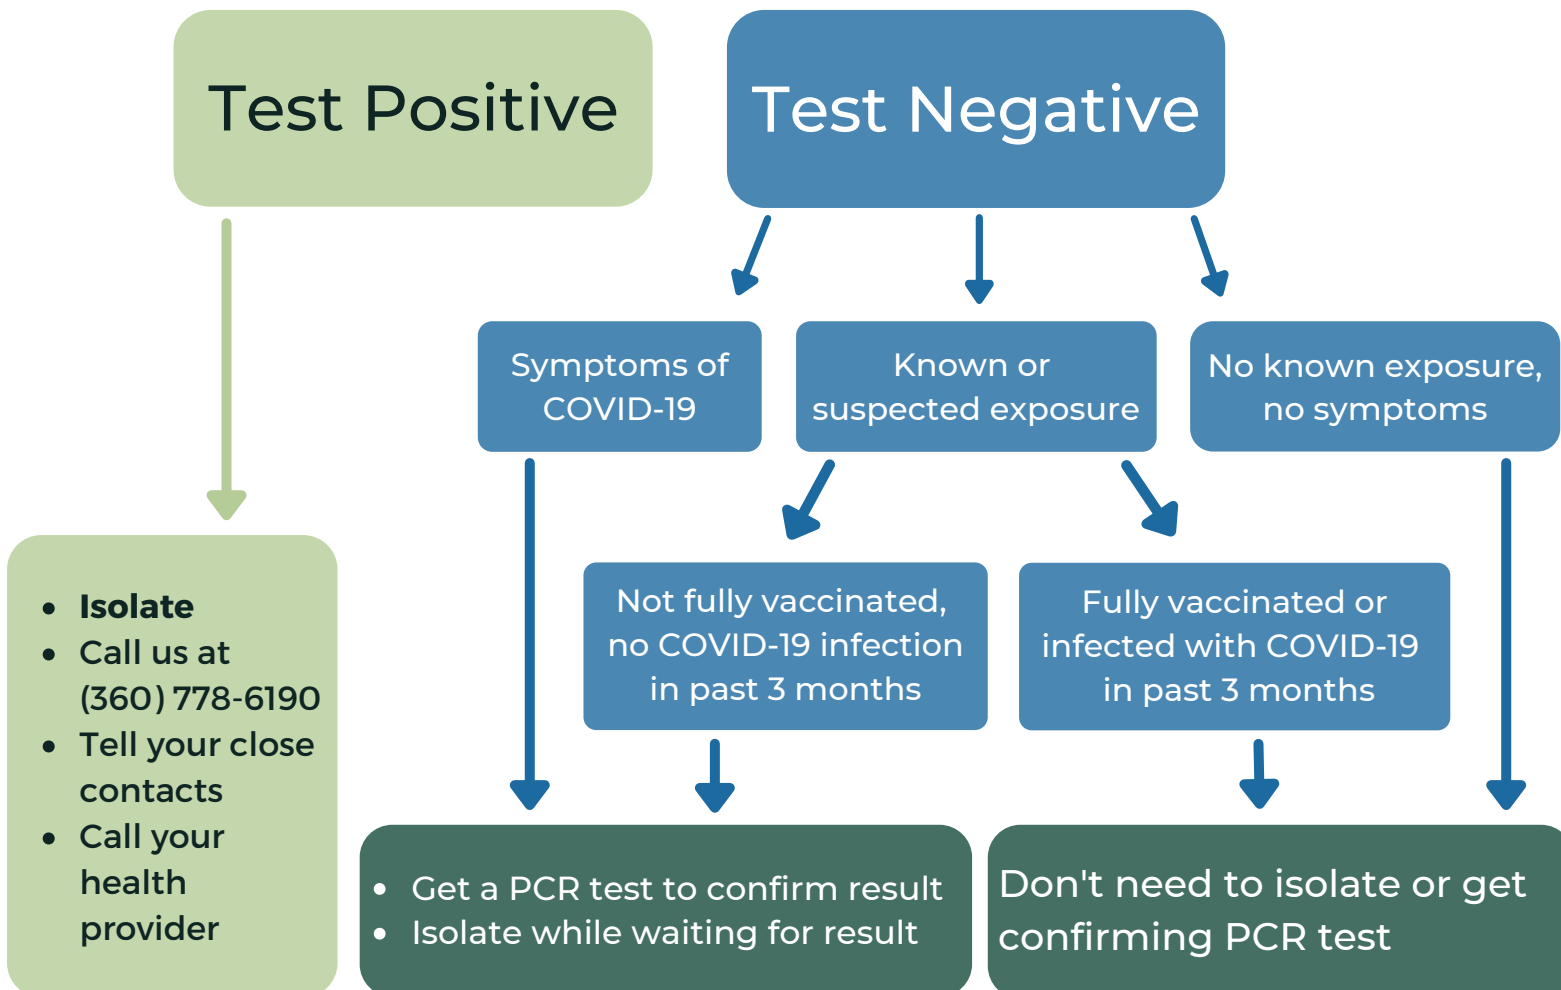 Test Positive
Test Negative
Symptoms of
COVID-19
Known or
suspected exposure
No known exposure,
no symptoms
Not fully vaccinated,
no COVID-19 infection
in past 3 months
Fully vaccinated or
infected with COVID-19
in past 3 months
• Isolate
• Call us at
(360) 778-6190
• Tell your close
contacts
• Call your
health
provider
• Get a PCR test to confirm result
• Isolate while waiting for result
Don't need to isolate or get
confirming PCR test